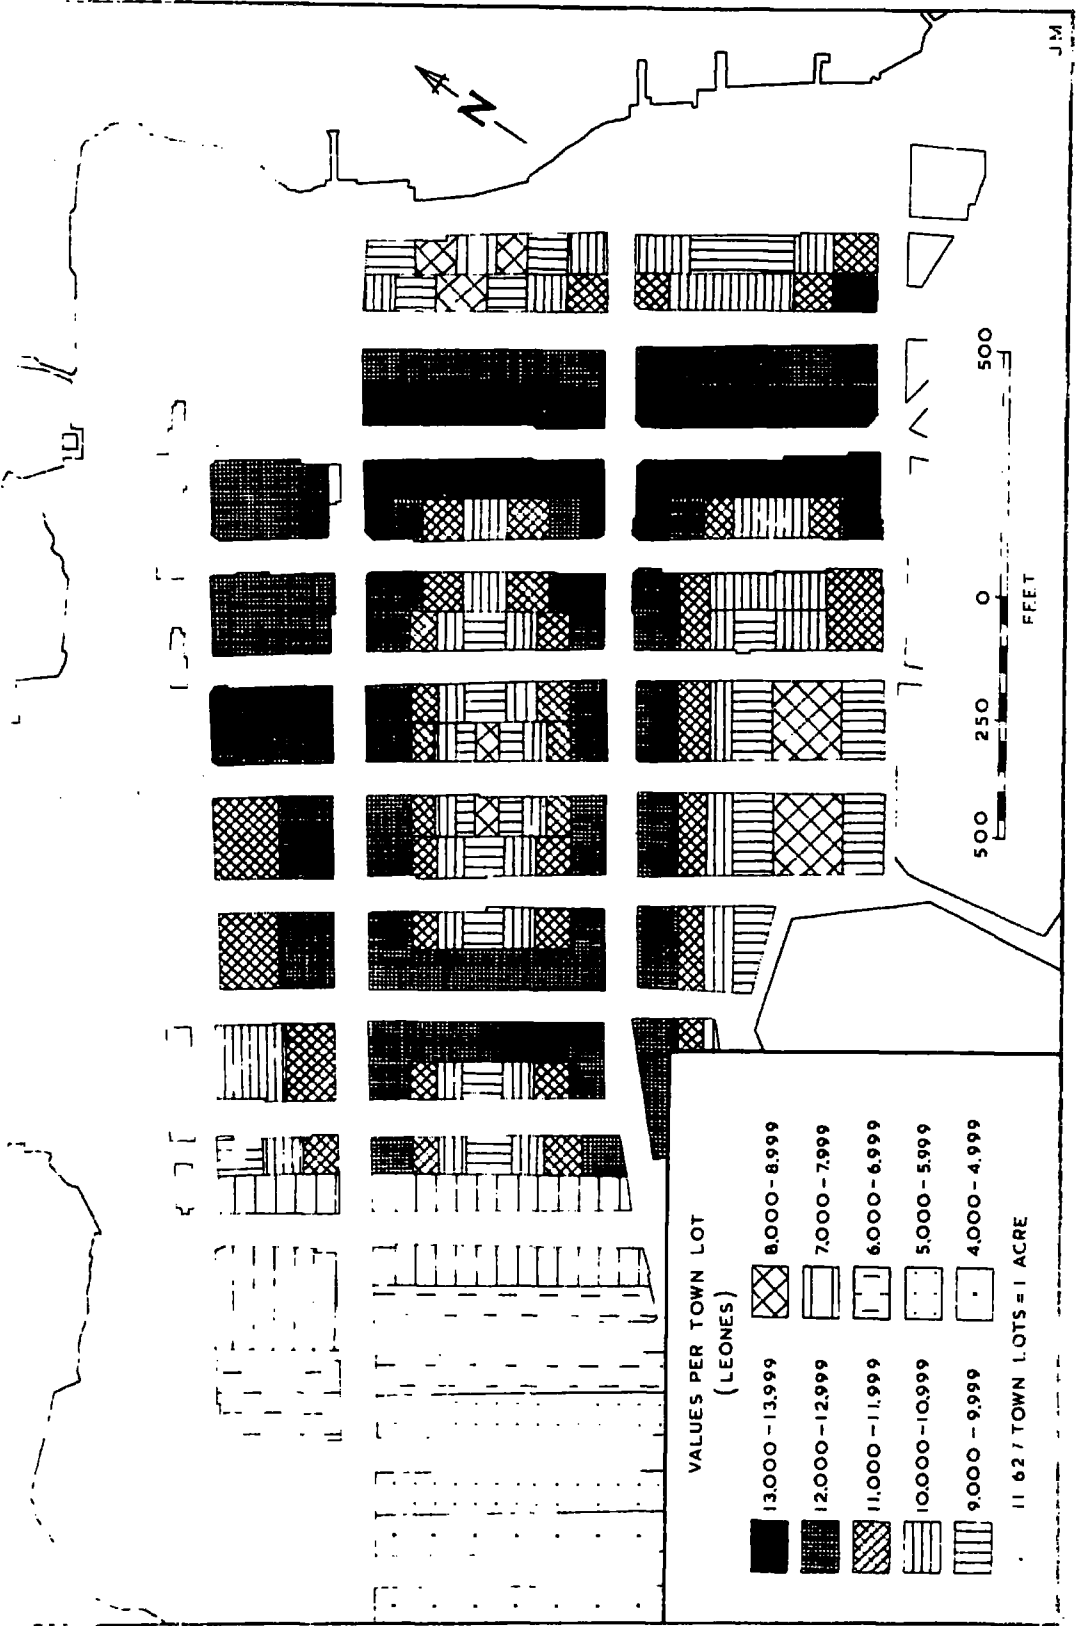 JM
N
500 250 0 500
FEET
VALUES PER TOWN LOT
(LEONES)
13,000–13,999
12,000–12,999
11,000–11,999
10,000–10,999
9,000–9,999
8,000–8,999
7,000–7,999
6,000–6,999
5,000–5,999
4,000–4,999
11 627 TOWN LOTS = 1 ACRE